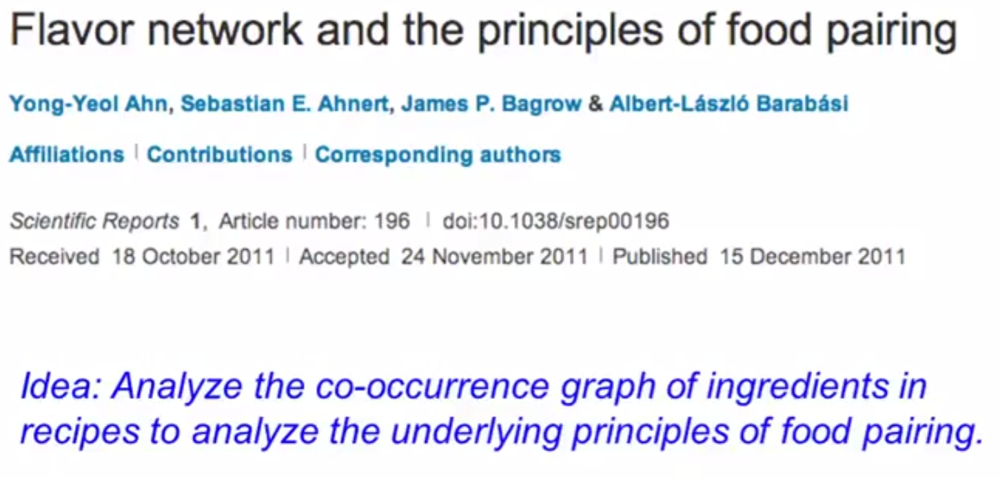 Flavor network and the principles of food pairing
Yong-Yeol Ahn, Sebastian E. Ahnert, James P. Bagrow & Albert-László Barabási
Affiliations | Contributions | Corresponding authors
Scientific Reports 1, Article number: 196 | doi:10.1038/srep00196
Received 18 October 2011 | Accepted 24 November 2011 | Published 15 December 2011
Idea: Analyze the co-occurrence graph of ingredients in
recipes to analyze the underlying principles of food pairing.